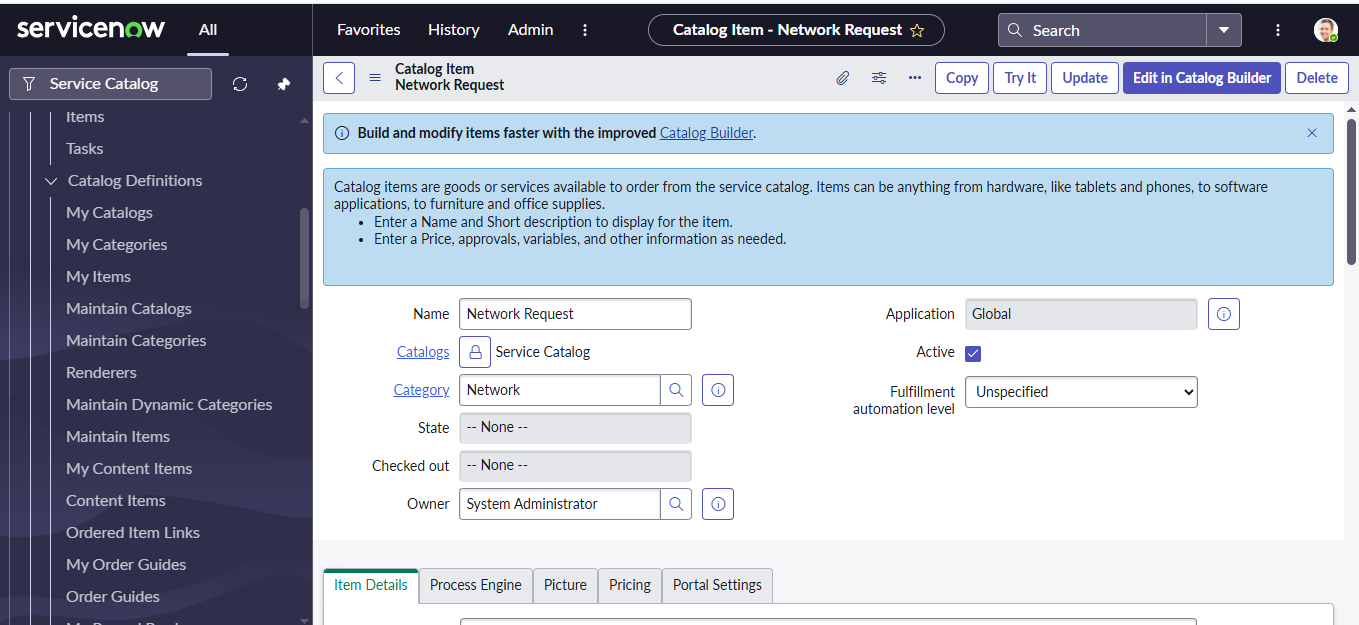 servicenow
All
Favorites
History
Admin
Catalog Item - Network Request
Search
Service Catalog
Items
Tasks
Catalog Definitions
My Catalogs
My Categories
My Items
Maintain Catalogs
Maintain Categories
Renderers
Maintain Dynamic Categories
Maintain Items
My Content Items
Content Items
Ordered Item Links
My Order Guides
Order Guides
Catalog Item
Network Request
Copy
Try It
Update
Edit in Catalog Builder
Delete
Build and modify items faster with the improved Catalog Builder.
Catalog items are goods or services available to order from the service catalog. Items can be anything from hardware, like tablets and phones, to software
applications, to furniture and office supplies.
• Enter a Name and Short description to display for the item.
• Enter a Price, approvals, variables, and other information as needed.
Name
Network Request
Catalogs
Service Catalog
Category
Network
State
-- None --
Checked out
-- None --
Owner
System Administrator
Application
Global
Active
Fulfillment
automation level
Unspecified
Item Details
Process Engine
Picture
Pricing
Portal Settings